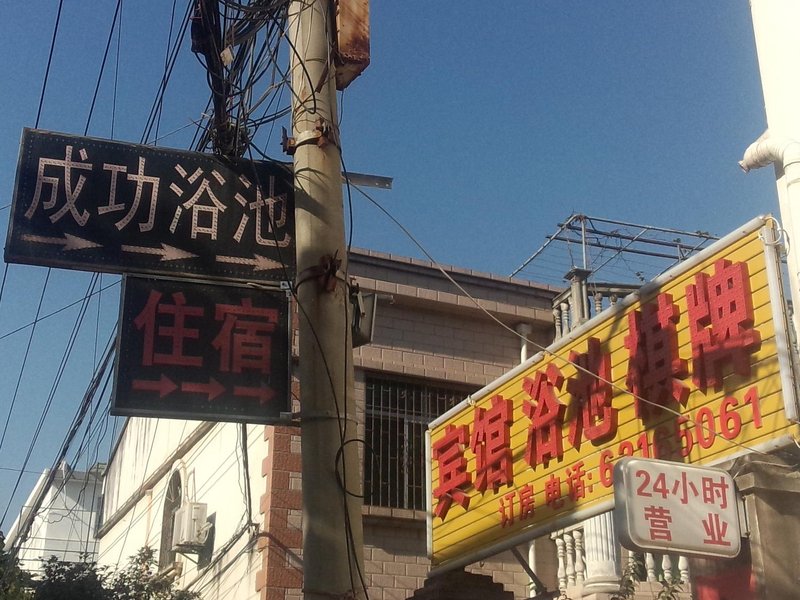 成功浴池
住宿
宾馆 浴池 棋牌
订房 电话: 63165061
24小时
营 业